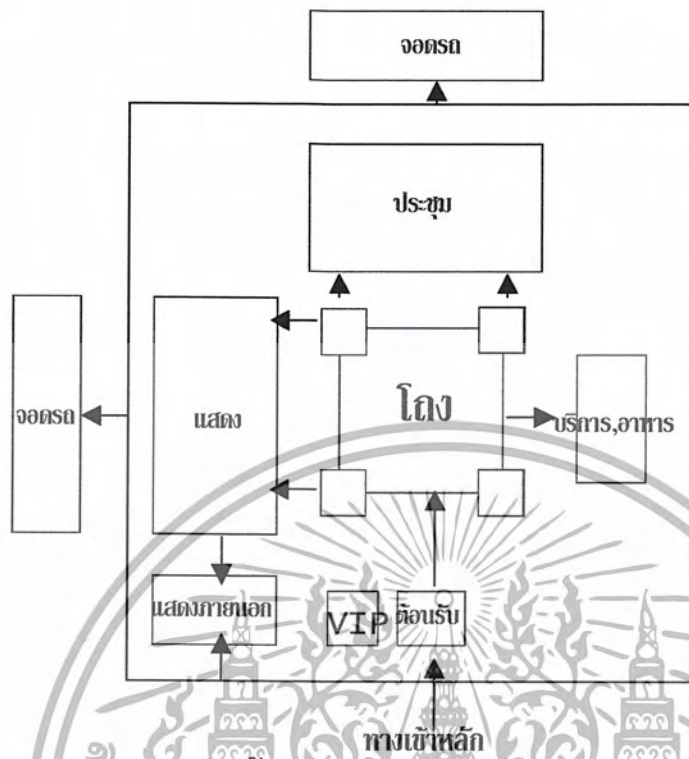 จอดรถ
ประชุม
จอดรถ
แสดง
โถง
บริการ,อาหาร
แสดงภายนอก
VIP
ต้อนรับ
ทางเข้าหลัก